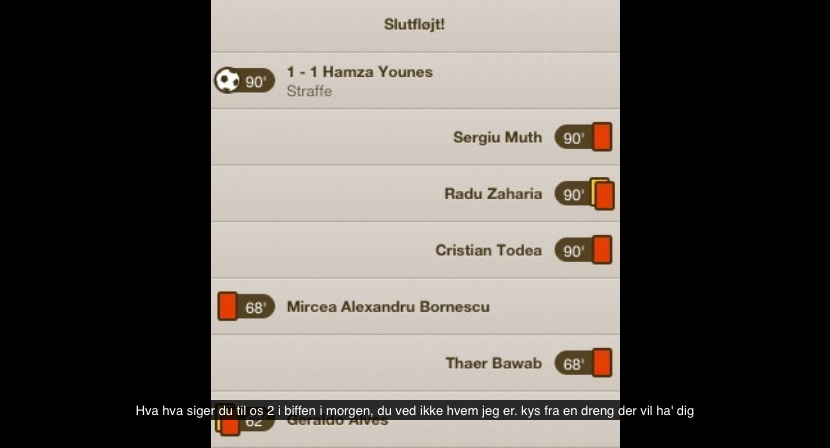 Slutfløjt!
90' 1 - 1 Hamza Younes
Straffe
Sergiu Muth 90'
Radu Zaharia 90'
Cristian Todea 90'
68' Mircea Alexandru Bornescu
Thaer Bawab 68'
Hva hva siger du til os 2 i biffen i morgen, du ved ikke hvem jeg er. kys fra en dreng der vil ha' dig
62' Geraldo Alves